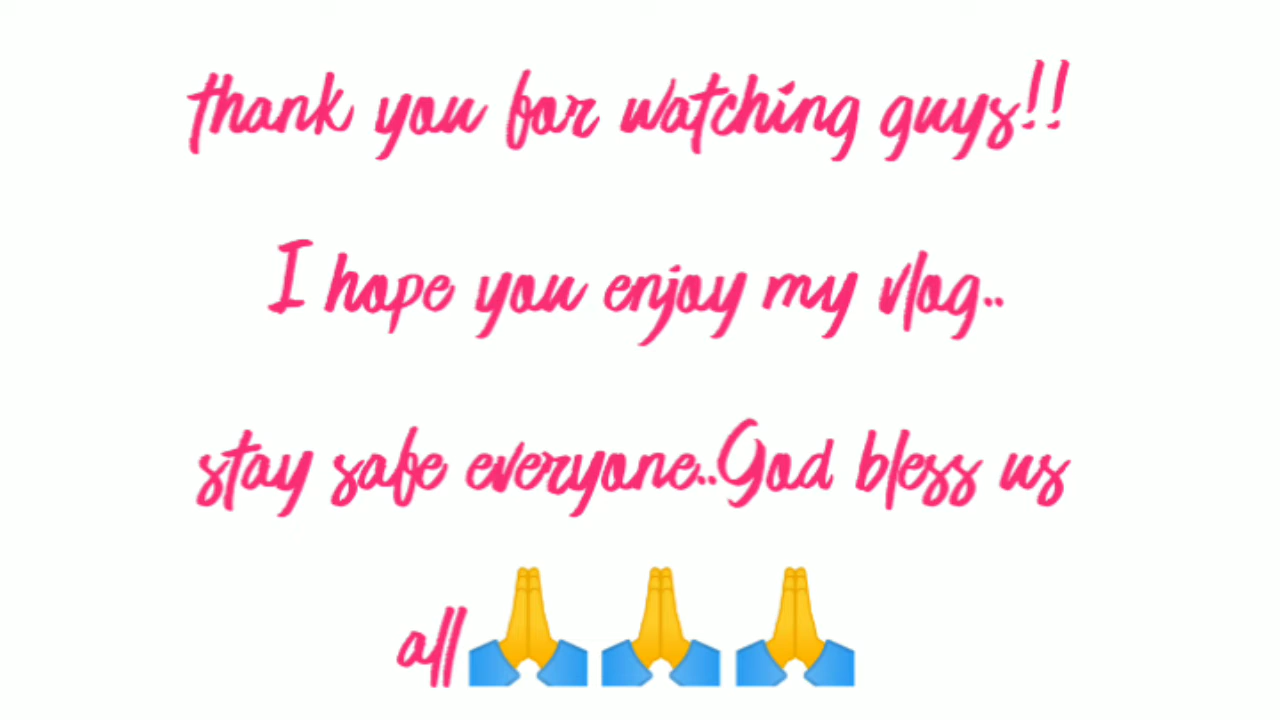 thank you for watching guys!!
I hope you enjoy my vlog..
stay safe everyone..God bless us
all🙏🙏🙏